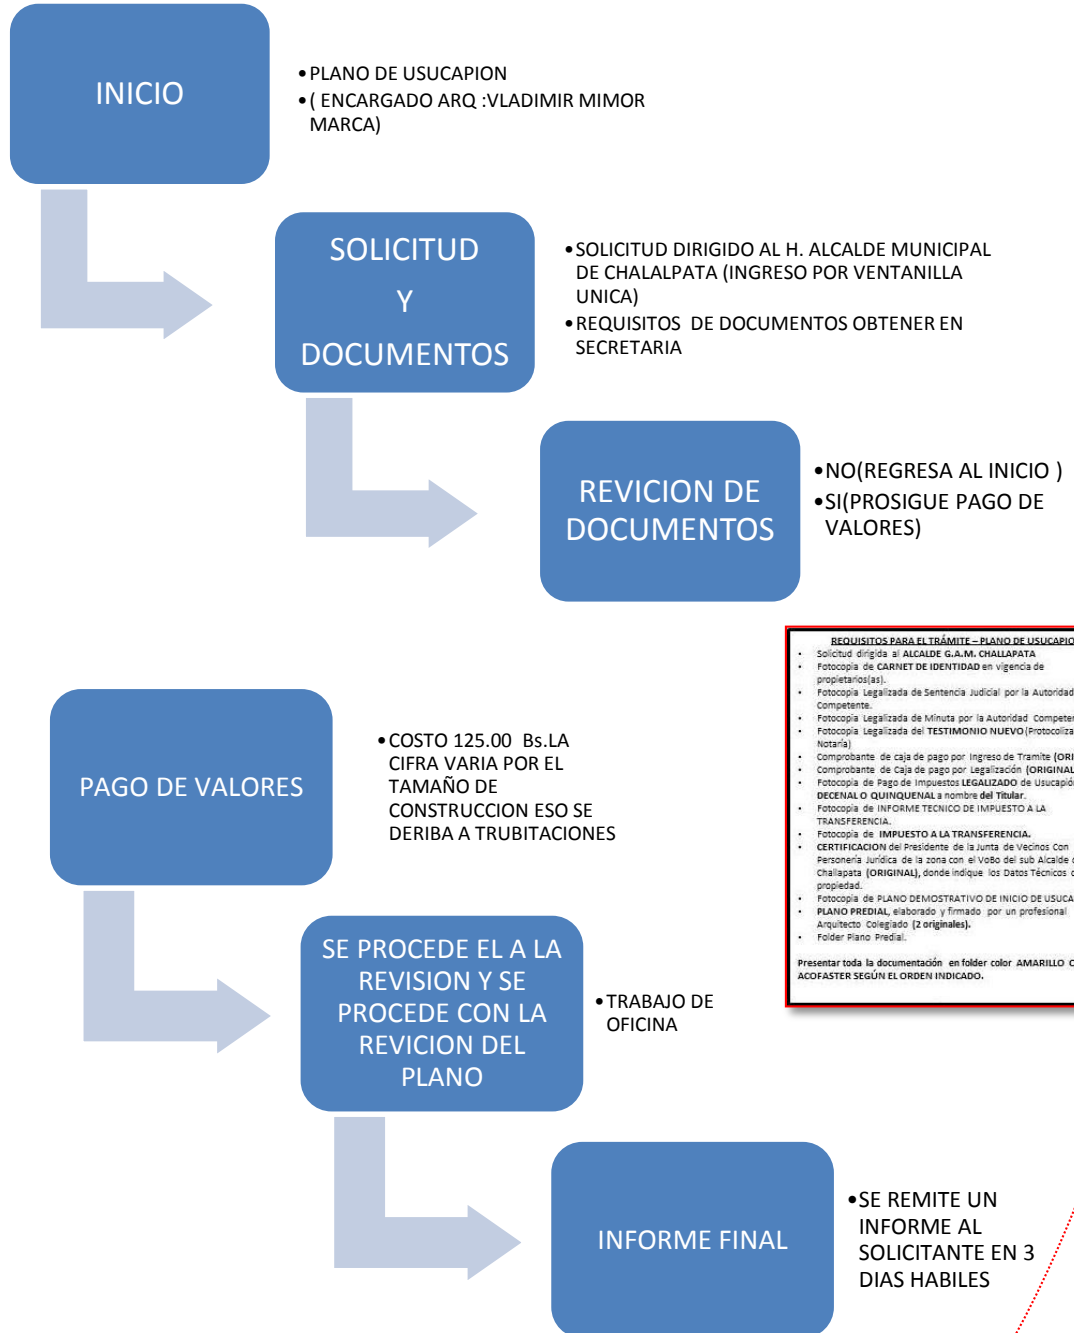 INICIO
•PLANO DE USUCAPION
•( ENCARGADO ARQ :VLADIMIR MIMOR
MARCA)
SOLICITUD
Y
DOCUMENTOS
•SOLICITUD DIRIGIDO AL H. ALCALDE MUNICIPAL
DE CHALALPATA (INGRESO POR VENTANILLA
UNICA)
•REQUISITOS DE DOCUMENTOS OBTENER EN
SECRETARIA
REVICION DE
DOCUMENTOS
•NO(REGRESA AL INICIO )
•SI(PROSIGUE PAGO DE
VALORES)
REQUISITOS PARA EL TRÁMITE – PLANO DE USUCAPIO
• Solicitud dirigida al ALCALDE G.A.M. CHALLAPATA
• Fotocopia de CARNET DE IDENTIDAD en vigencia de
propietarios(as).
• Fotocopia Legalizada de Sentencia Judicial por la Autoridad
Competente.
• Fotocopia Legalizada de Minuta por la Autoridad Competen
• Fotocopia Legalizada del TESTIMONIO NUEVO (Protocoliza
Notaría)
• Comprobante de caja de pago por Ingreso de Tramite (ORI
• Comprobante de Caja de pago por Legalización (ORIGINAL
• Fotocopia de Pago de Impuestos LEGALIZADO de Usucapión
DECENAL O QUINQUENAL a nombre del Titular.
• Fotocopia de INFORME TECNICO DE IMPUESTO A LA
TRANSFERENCIA.
• Fotocopia de IMPUESTO A LA TRANSFERENCIA.
• CERTIFICACION del Presidente de la Junta de Vecinos Con
Personería Jurídica de la zona con el VoBo del sub Alcalde d
Challapata (ORIGINAL), donde indique los Datos Técnicos d
propiedad.
• Fotocopia de PLANO DEMOSTRATIVO DE INICIO DE USUCA
• PLANO PREDIAL, elaborado y firmado por un profesional
Arquitecto Colegiado (2 originales).
• Folder Plano Predial.
Presentar toda la documentación en folder color AMARILLO C
ACOFASTER SEGÚN EL ORDEN INDICADO.
PAGO DE VALORES
•COSTO 125.00 Bs.LA
CIFRA VARIA POR EL
TAMAÑO DE
CONSTRUCCION ESO SE
DERIBA A TRUBITACIONES
SE PROCEDE EL A LA
REVISION Y SE
PROCEDE CON LA
REVICION DEL
PLANO
•TRABAJO DE
OFICINA
INFORME FINAL
•SE REMITE UN
INFORME AL
SOLICITANTE EN 3
DIAS HABILES